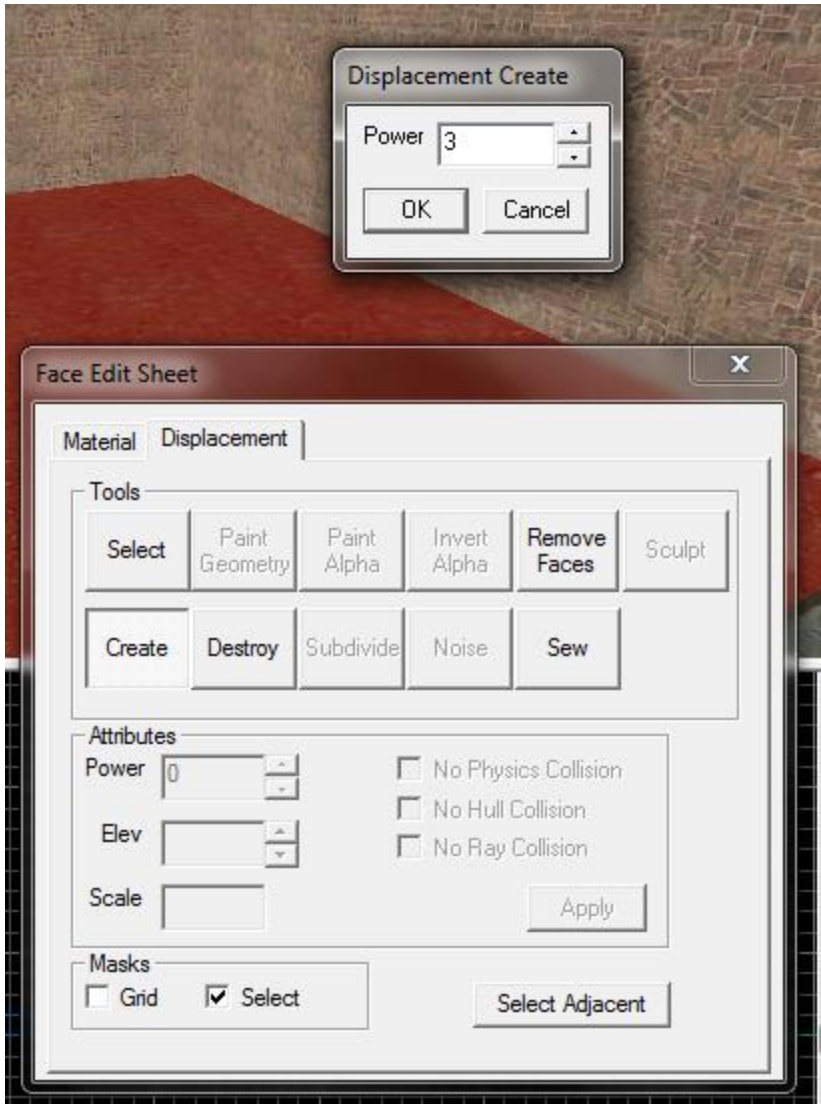 Displacement Create
Power 3
OK Cancel
Face Edit Sheet
X
Material Displacement
Tools
Select Paint Geometry Paint Alpha Invert Alpha Remove Faces Sculpt
Create Destroy Subdivide Noise Sew
Attributes
Power 0 No Physics Collision
Elev No Hull Collision
No Ray Collision
Scale Apply
Masks
Grid Select Select Adjacent